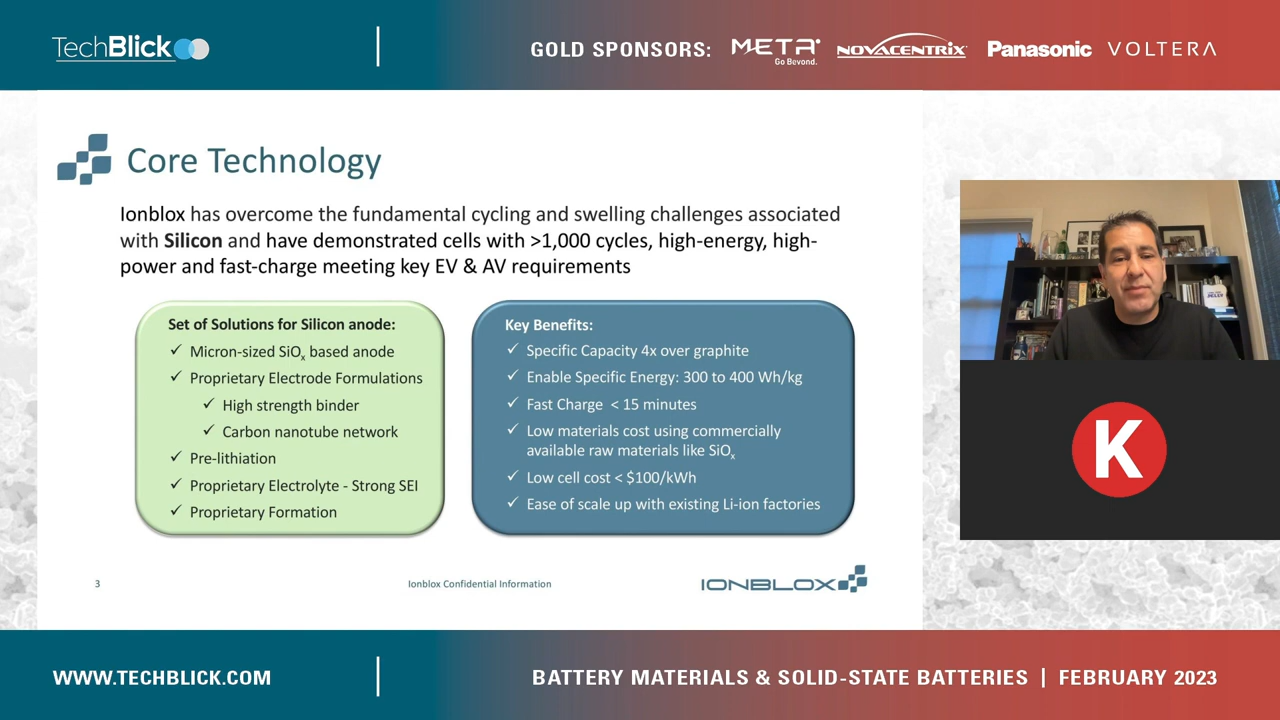 TechBlick
GOLD SPONSORS:
META
Go Beyond.
NOVACENTRIX
Panasonic
VOLTERA
Core Technology
Ionblox has overcome the fundamental cycling and swelling challenges associated
with Silicon and have demonstrated cells with >1,000 cycles, high-energy, high-
power and fast-charge meeting key EV & AV requirements
Set of Solutions for Silicon anode:
✓ Micron-sized SiOx based anode
✓ Proprietary Electrode Formulations
✓ High strength binder
✓ Carbon nanotube network
✓ Pre-lithiation
✓ Proprietary Electrolyte - Strong SEI
✓ Proprietary Formation
Key Benefits:
✓ Specific Capacity 4x over graphite
✓ Enable Specific Energy: 300 to 400 Wh/kg
✓ Fast Charge < 15 minutes
✓ Low materials cost using commercially
available raw materials like SiOx
✓ Low cell cost < $100/kWh
✓ Ease of scale up with existing Li-ion factories
3
Ionblox Confidential Information
IONBLOX
K
WWW.TECHBLICK.COM
BATTERY MATERIALS & SOLID-STATE BATTERIES | FEBRUARY 2023